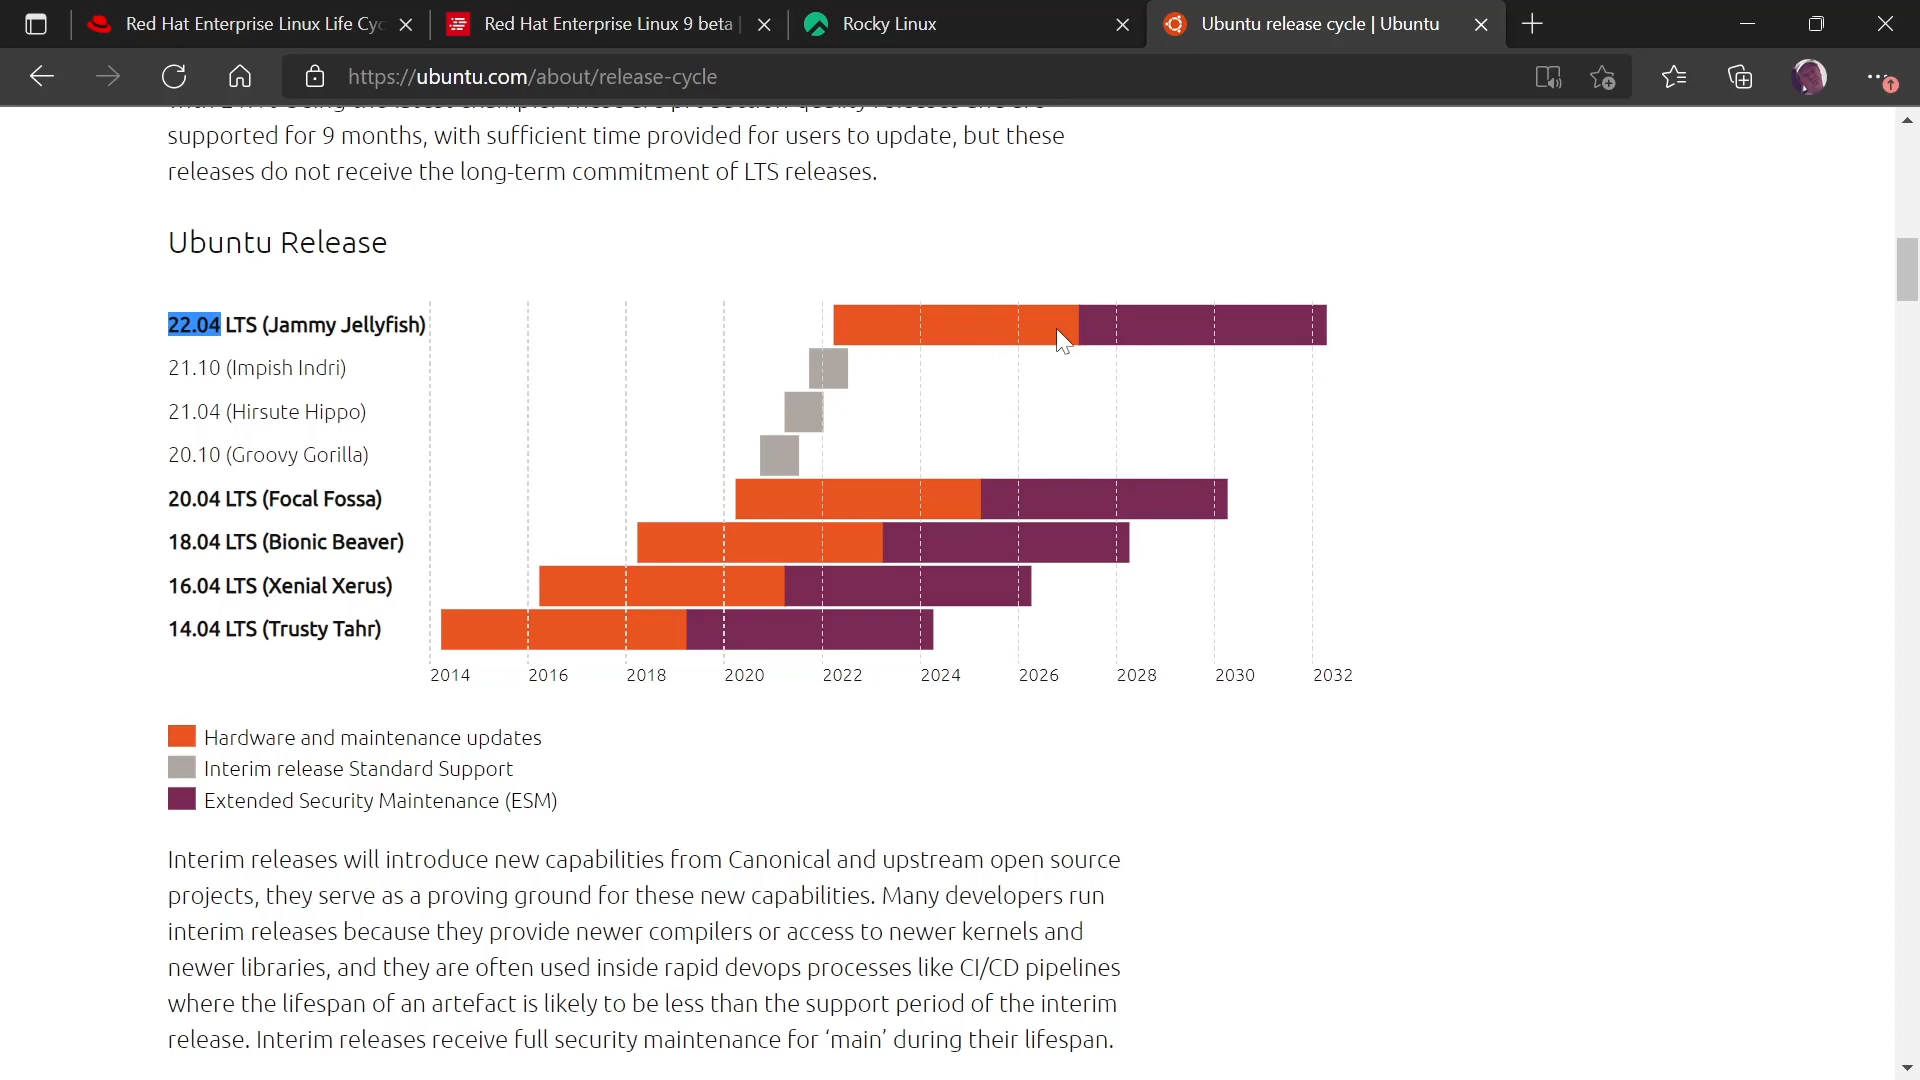 Red Hat Enterprise Linux Life Cyc
Red Hat Enterprise Linux 9 beta |
Rocky Linux
Ubuntu release cycle | Ubuntu
https://ubuntu.com/about/release-cycle
supported for 9 months, with sufficient time provided for users to update, but these
releases do not receive the long-term commitment of LTS releases.
Ubuntu Release
22.04 LTS (Jammy Jellyfish)
21.10 (Impish Indri)
21.04 (Hirsute Hippo)
20.10 (Groovy Gorilla)
20.04 LTS (Focal Fossa)
18.04 LTS (Bionic Beaver)
16.04 LTS (Xenial Xerus)
14.04 LTS (Trusty Tahr)
2014 2016 2018 2020 2022 2024 2026 2028 2030 2032
Hardware and maintenance updates
Interim release Standard Support
Extended Security Maintenance (ESM)
Interim releases will introduce new capabilities from Canonical and upstream open source
projects, they serve as a proving ground for these new capabilities. Many developers run
interim releases because they provide newer compilers or access to newer kernels and
newer libraries, and they are often used inside rapid devops processes like CI/CD pipelines
where the lifespan of an artefact is likely to be less than the support period of the interim
release. Interim releases receive full security maintenance for ‘main’ during their lifespan.